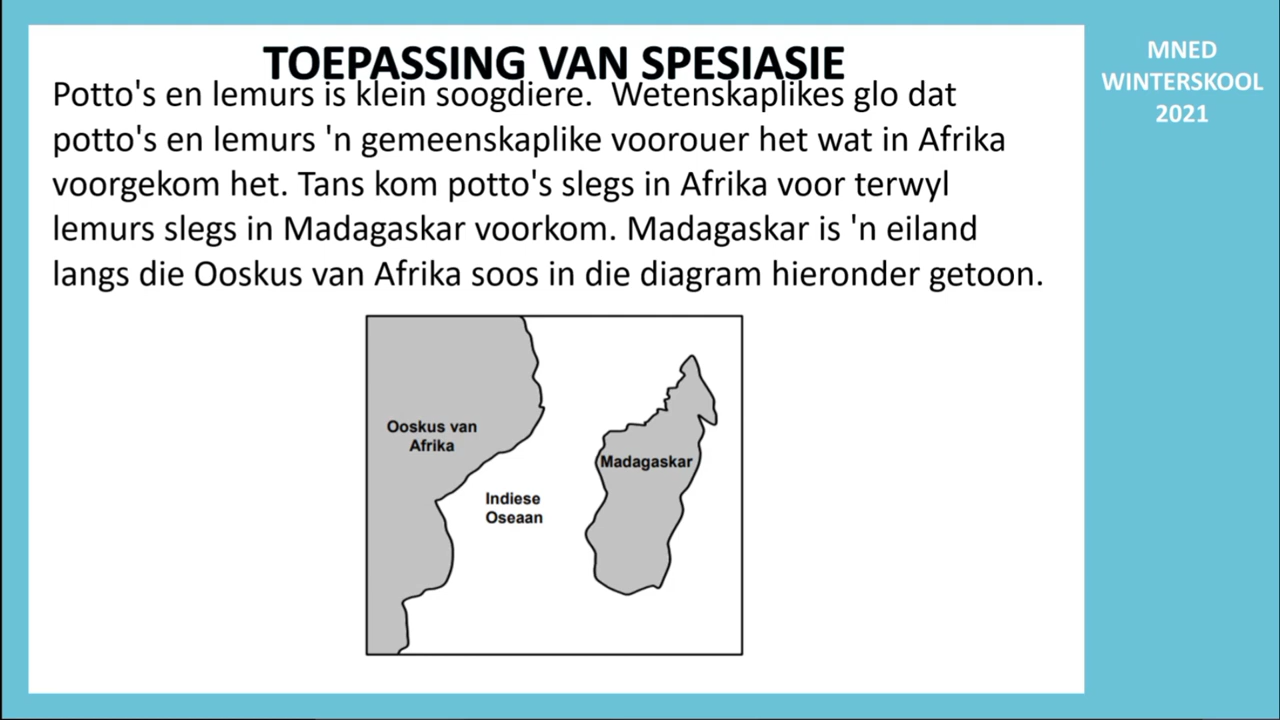 TOEPASSING VAN SPESIASIE
Potto's en lemurs is klein soogdiere.  Wetenskaplikes glo dat
potto's en lemurs 'n gemeenskaplike voorouer het wat in Afrika
voorgekom het. Tans kom potto's slegs in Afrika voor terwyl
lemurs slegs in Madagaskar voorkom. Madagaskar is 'n eiland
langs die Ooskus van Afrika soos in die diagram hieronder getoon.
Ooskus van
Afrika
Madagaskar
Indiese
Oseaan
MNED
WINTERSKOOL
2021